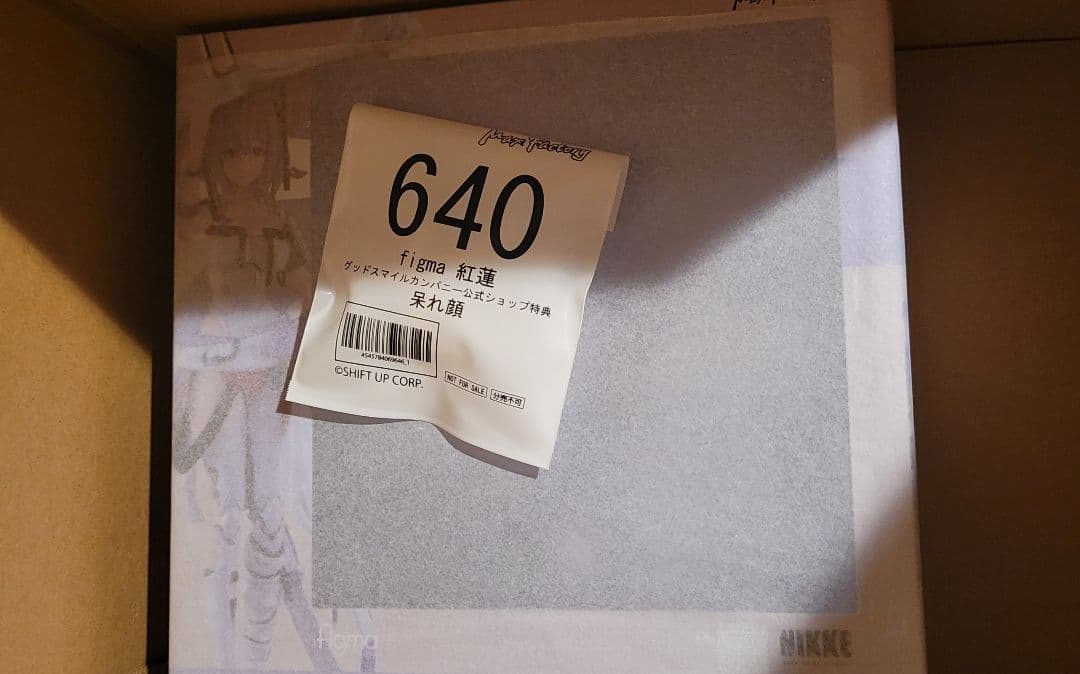 Max Factory
640
figma 紅蓮
グッドスマイルカンパニー公式ショップ特典
呆れ顔
4545784069646_1
©SHIFT UP CORP.
NOT FOR SALE
分売不可
figma
NIKKE